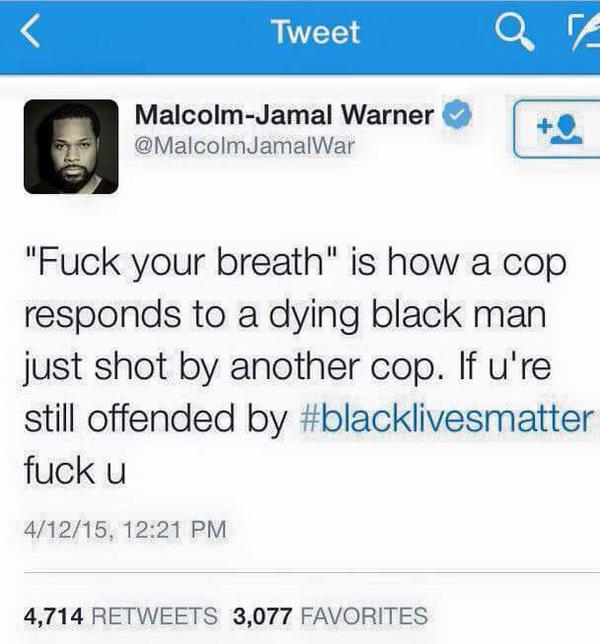 Tweet
Malcolm-Jamal Warner
@MalcolmJamalWar
"Fuck your breath" is how a cop
responds to a dying black man
just shot by another cop. If u're
still offended by #blacklivesmatter
fuck u
4/12/15, 12:21 PM
4,714 RETWEETS 3,077 FAVORITES